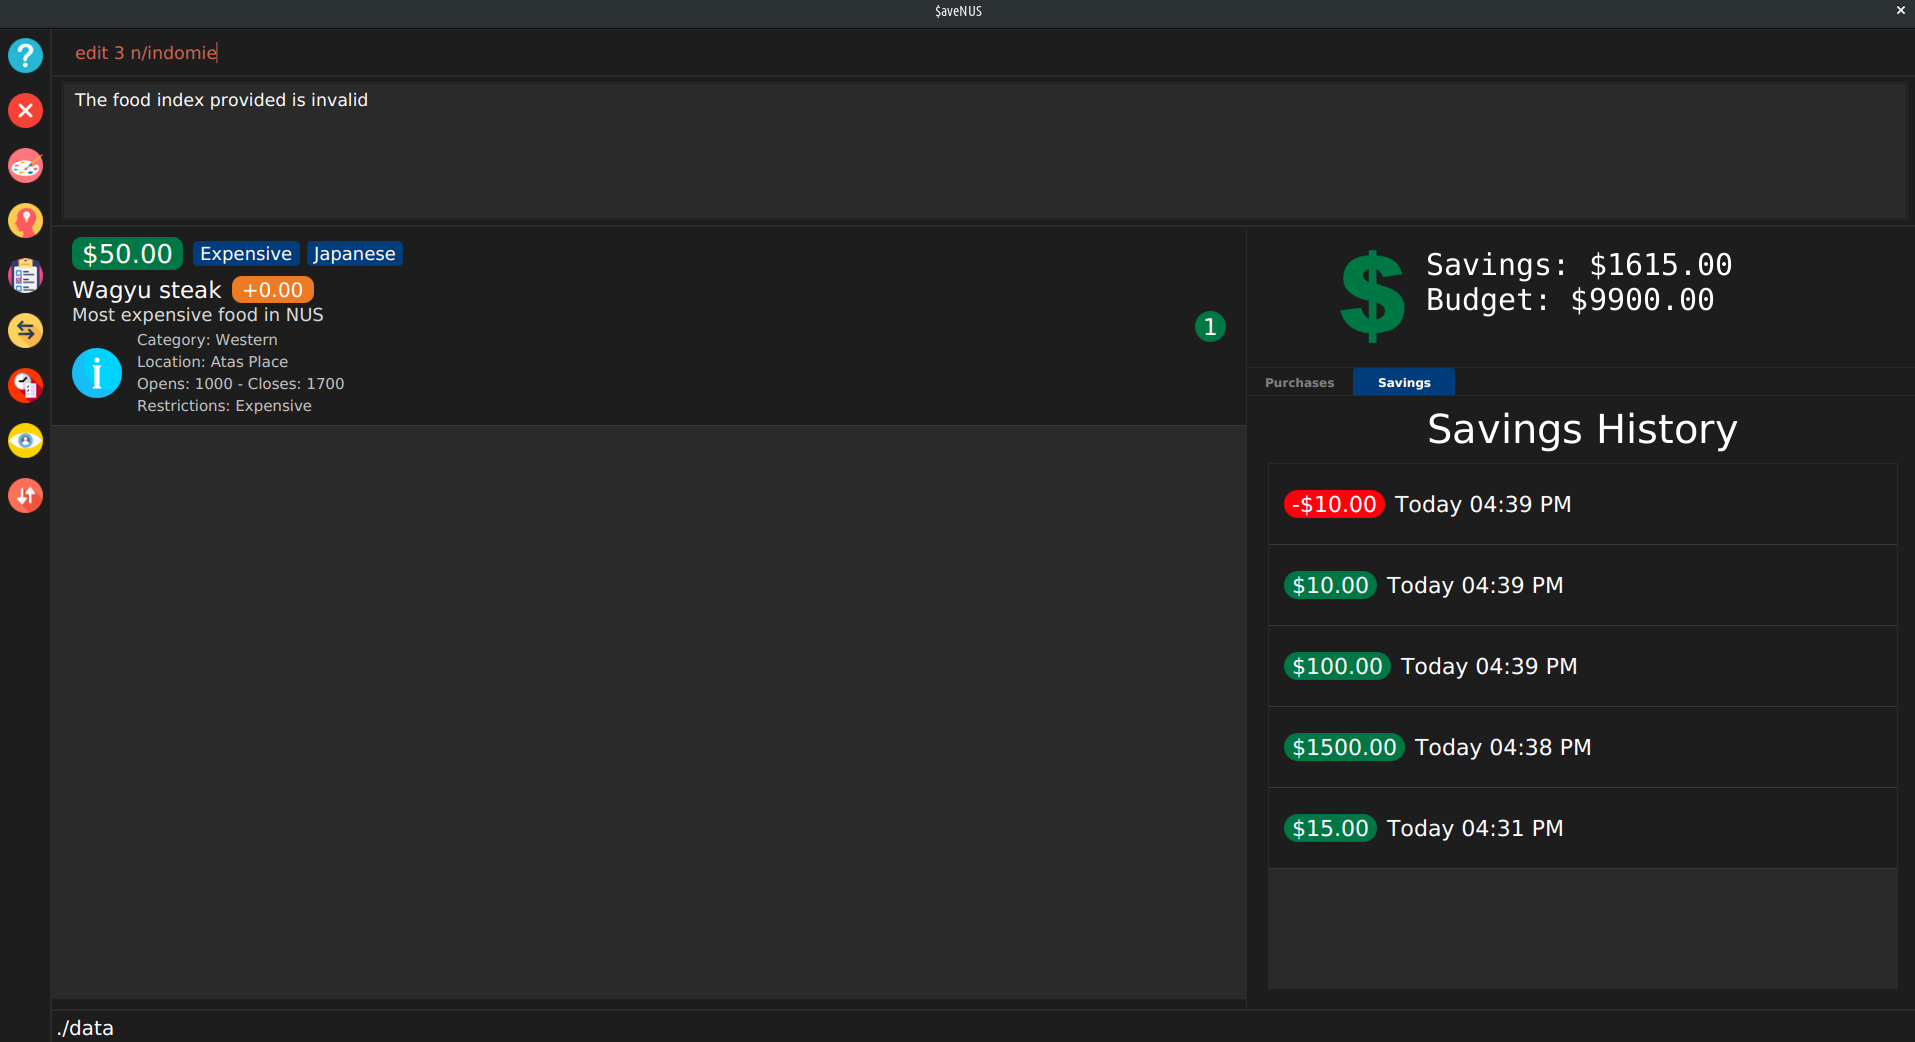 $aveNUS
edit 3 n/indomie
The food index provided is invalid
$50.00 Expensive Japanese
Wagyu steak +0.00
Most expensive food in NUS
Category: Western
Location: Atas Place
Opens: 1000 - Closes: 1700
Restrictions: Expensive
1
$
Savings: $1615.00
Budget: $9900.00
Purchases Savings
Savings History
-$10.00 Today 04:39 PM
$10.00 Today 04:39 PM
$100.00 Today 04:39 PM
$1500.00 Today 04:38 PM
$15.00 Today 04:31 PM
./data